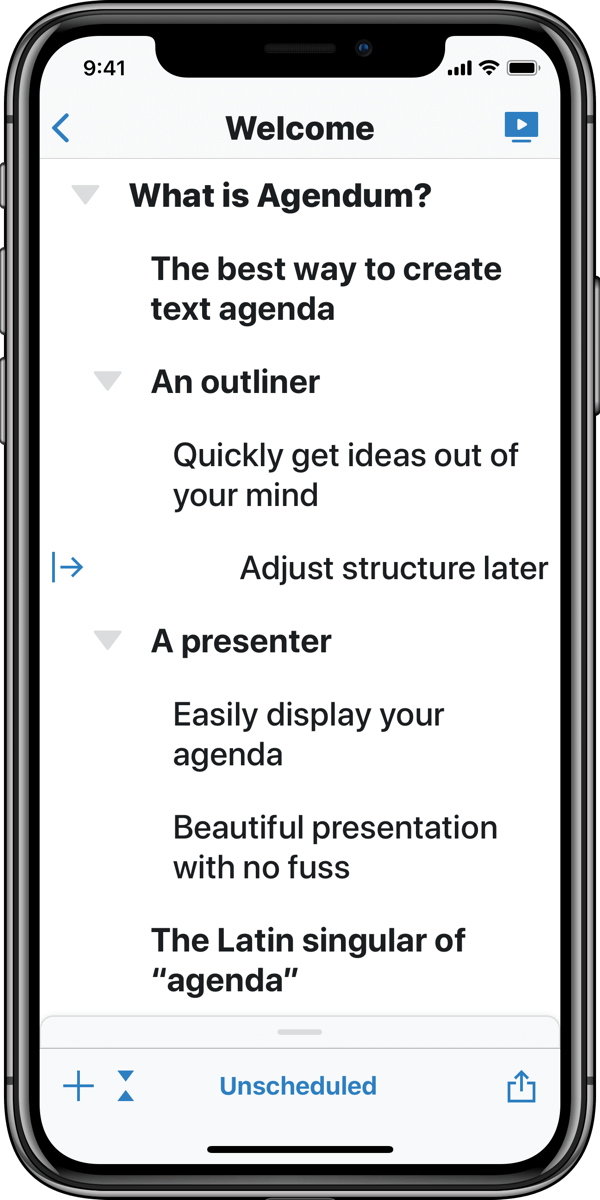 9:41
Welcome
What is Agendum?
The best way to create
text agenda
An outliner
Quickly get ideas out of
your mind
Adjust structure later
A presenter
Easily display your
agenda
Beautiful presentation
with no fuss
The Latin singular of
“agenda”
Unscheduled